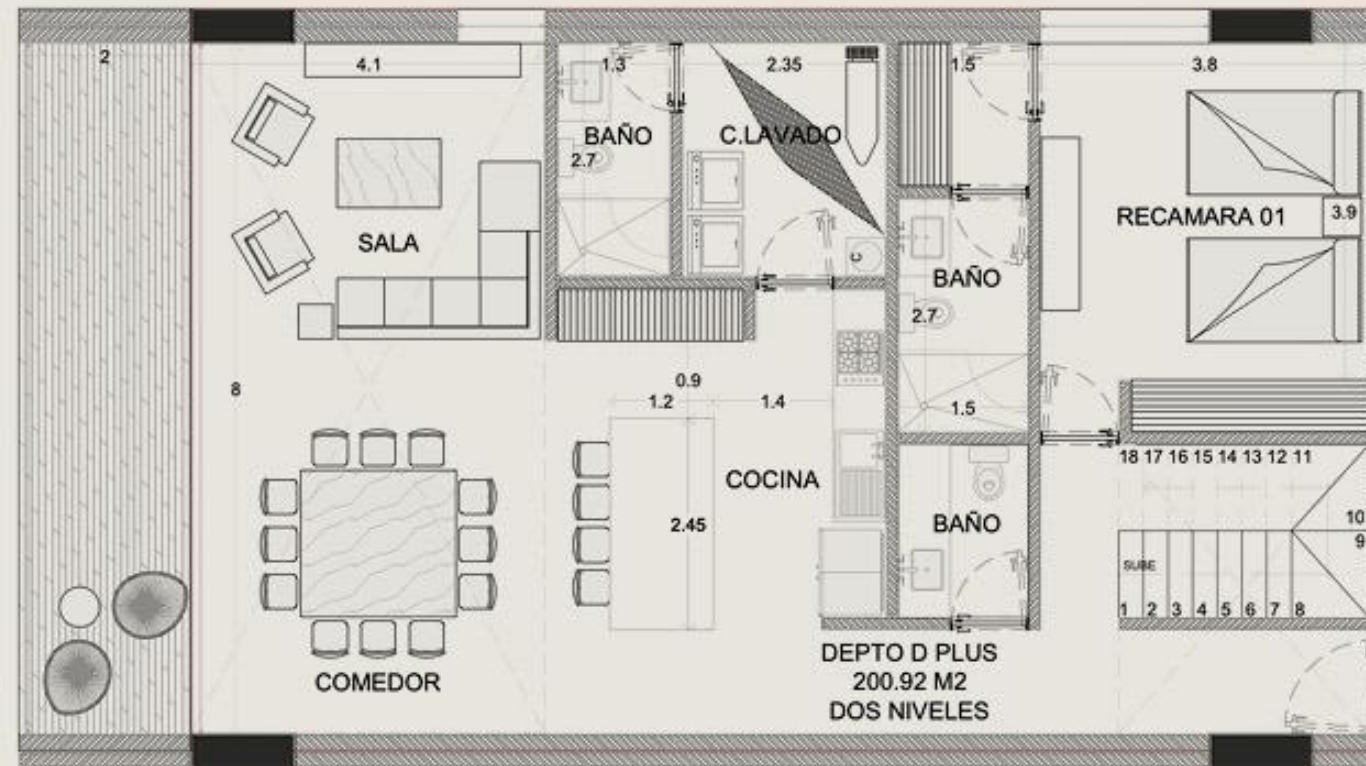 2
4.1
1.3
2.35
1.5
3.8
BAÑO
C.LAVADO
2.7
RECAMARA 01
3.9
SALA
C
BAÑO
2.7
8
0.9
1.2
1.4
1.5
18 17 16 15 14 13 12 11
COCINA
2.45
BAÑO
10
9
SUBE
1 2 3 4 5 6 7 8
COMEDOR
DEPTO D PLUS
200.92 M2
DOS NIVELES